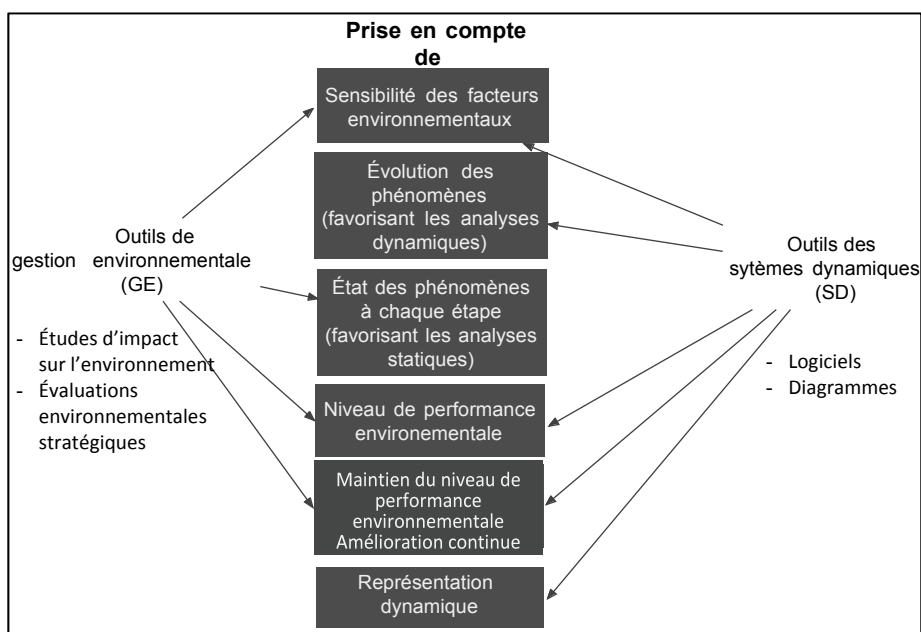 Prise en compte
de
Sensibilité des facteurs
environnementaux
Évolution des
phénomènes
(favorisant les analyses
dynamiques)
État des phénomènes
à chaque étape
(favorisant les analyses
statiques)
Niveau de performance
environementale
Maintien du niveau de
performance
environnementale
Amélioration continue
Représentation
dynamique
Outils de
gestion environnementale
(GE)
- Études d’impact
sur l’environnement
- Évaluations
environnementales
stratégiques
Outils des
sytèmes dynamiques
(SD)
- Logiciels
- Diagrammes